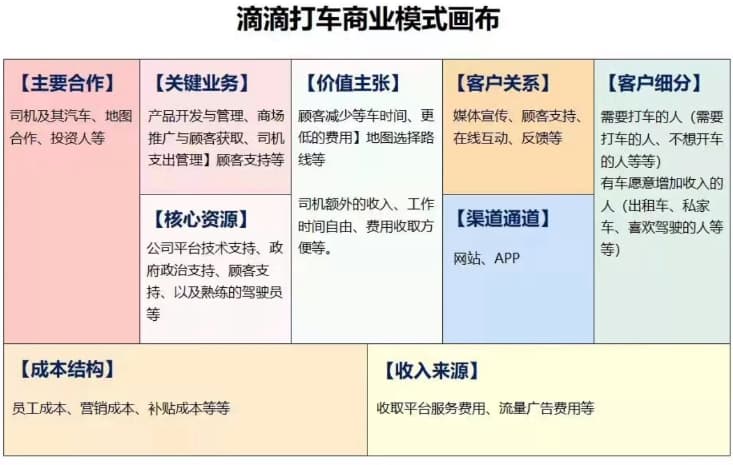 滴滴打车商业模式画布
【主要合作】
司机及其汽车、地图
合作、投资人等
【关键业务】
产品开发与管理、商场
推广与顾客获取、司机
支出管理】顾客支持等
【核心资源】
公司平台技术支持、政
府政治支持、顾客支
持、以及熟练的驾驶员
等
【价值主张】
顾客减少等车时间、更
低的费用】地图选择路
线等
司机额外的收入、工作
时间自由、费用收取方
便等。
【客户关系】
媒体宣传、顾客支持、
在线互动、反馈等
【渠道通道】
网站、APP
【客户细分】
需要打车的人（需要
打车的人、不想开车
的人等等）
有车愿意增加收入的
人（出租车、私家
车、喜欢驾驶的人等
等）
【成本结构】
员工成本、营销成本、补贴成本等等
【收入来源】
收取平台服务费用、流量广告费用等